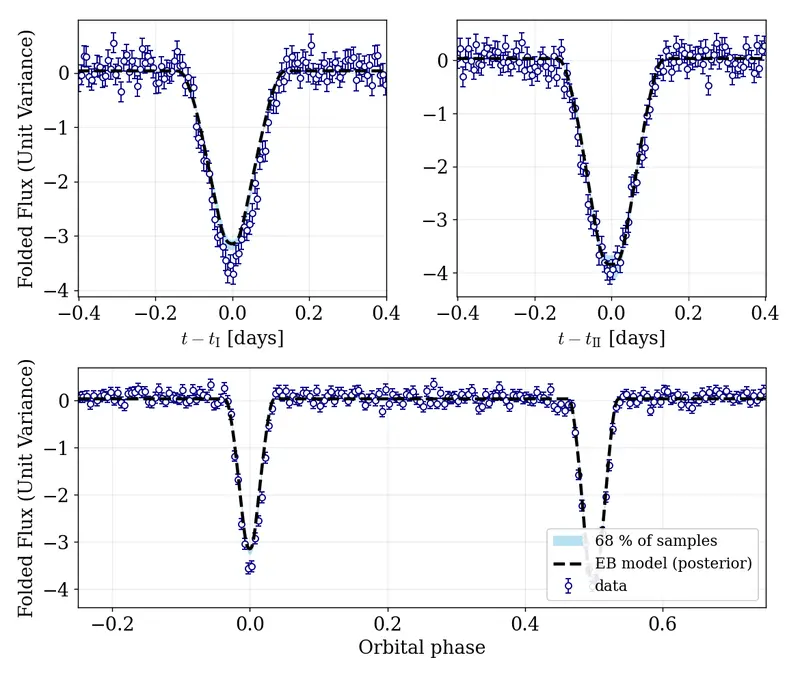 Folded Flux (Unit Variance)
0
−1
−2
−3
−4
−0.4 −0.2 0.0 0.2 0.4
t − t_I [days]
0
−1
−2
−3
−4
−0.4 −0.2 0.0 0.2 0.4
t − t_II [days]
Folded Flux (Unit Variance)
0
−1
−2
−3
−4
68 % of samples
EB model (posterior)
data
−0.2 0.0 0.2 0.4 0.6
Orbital phase